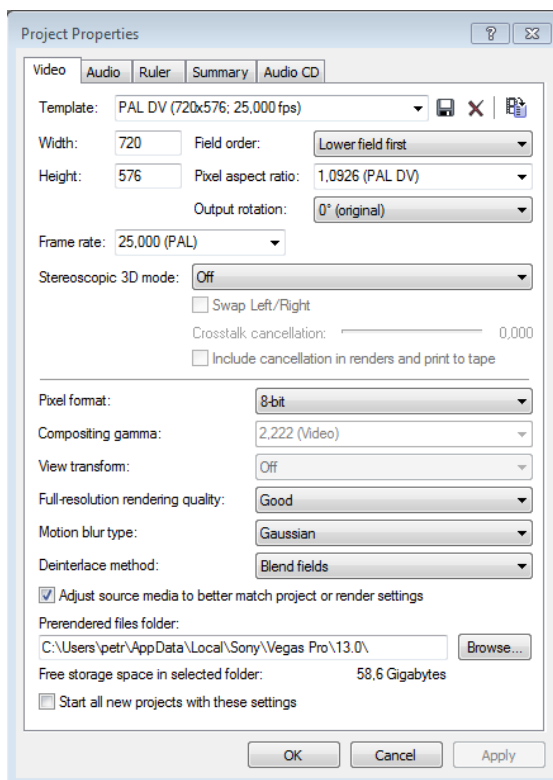 Project Properties
Video Audio Ruler Summary Audio CD
Template: PAL DV (720x576; 25,000 fps)
Width: 720 Field order: Lower field first
Height: 576 Pixel aspect ratio: 1,0926 (PAL DV)
Output rotation: 0° (original)
Frame rate: 25,000 (PAL)
Stereoscopic 3D mode: Off
Swap Left/Right
Crosstalk cancellation: 0,000
Include cancellation in renders and print to tape
Pixel format: 8-bit
Compositing gamma: 2,222 (Video)
View transform: Off
Full-resolution rendering quality: Good
Motion blur type: Gaussian
Deinterlace method: Blend fields
Adjust source media to better match project or render settings
Prerendered files folder:
C:\Users\petr\AppData\Local\Sony\Vegas Pro\13.0\ Browse...
Free storage space in selected folder: 58,6 Gigabytes
Start all new projects with these settings
OK Cancel Apply